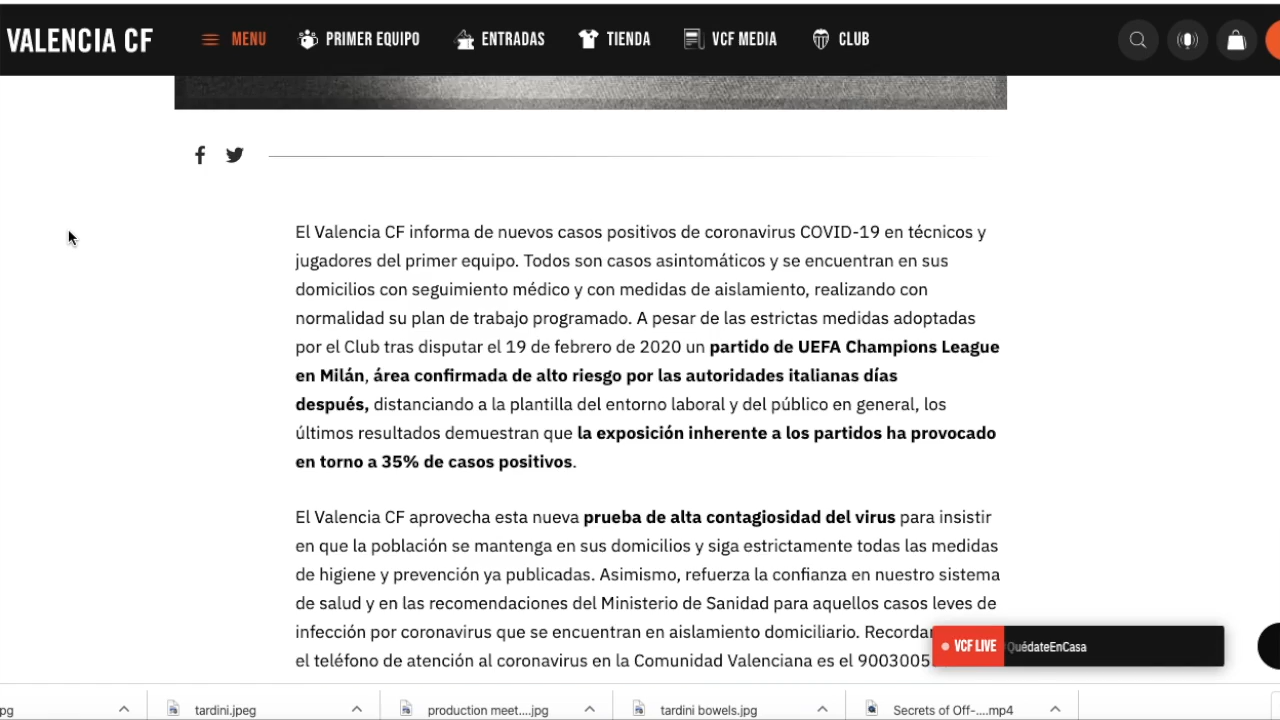 VALENCIA CF
MENU
PRIMER EQUIPO
ENTRADAS
TIENDA
VCF MEDIA
CLUB
El Valencia CF informa de nuevos casos positivos de coronavirus COVID-19 en técnicos y
jugadores del primer equipo. Todos son casos asintomáticos y se encuentran en sus
domicilios con seguimiento médico y con medidas de aislamiento, realizando con
normalidad su plan de trabajo programado. A pesar de las estrictas medidas adoptadas
por el Club tras disputar el 19 de febrero de 2020 un partido de UEFA Champions League
en Milán, área confirmada de alto riesgo por las autoridades italianas días
después, distanciando a la plantilla del entorno laboral y del público en general, los
últimos resultados demuestran que la exposición inherente a los partidos ha provocado
en torno a 35% de casos positivos.
El Valencia CF aprovecha esta nueva prueba de alta contagiosidad del virus para insistir
en que la población se mantenga en sus domicilios y siga estrictamente todas las medidas
de higiene y prevención ya publicadas. Asimismo, refuerza la confianza en nuestro sistema
de salud y en las recomendaciones del Ministerio de Sanidad para aquellos casos leves de
infección por coronavirus que se encuentran en aislamiento domiciliario. Recordar
el teléfono de atención al coronavirus en la Comunidad Valenciana es el 9003005
VCF LIVE
QuédateEnCasa
pg
tardini.jpeg
production meet....jpg
tardini bowels.jpg
Secrets of Off-....mp4